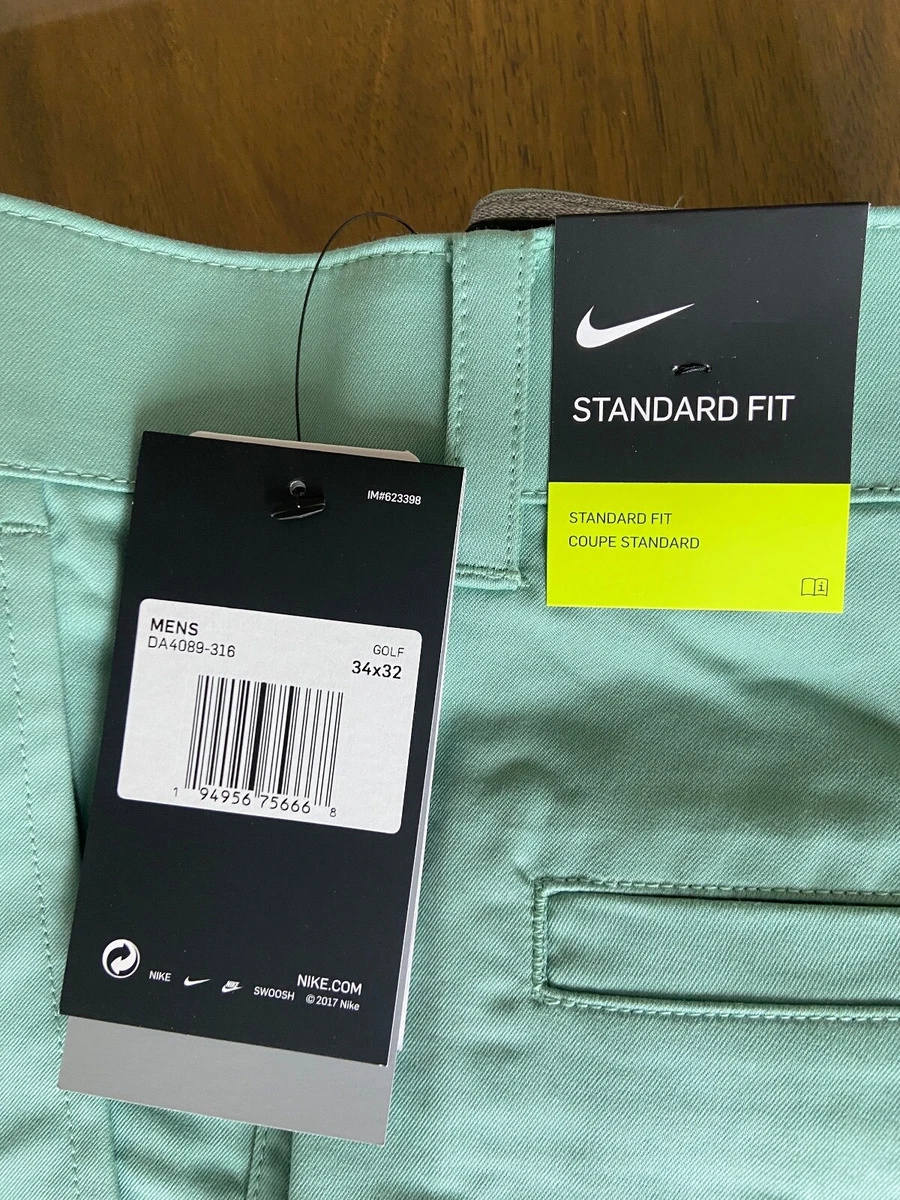 STANDARD FIT
STANDARD FIT
COUPE STANDARD
i
IM#623398
MENS
DA4089-316
GOLF
34x32
1 94956 75666 8
NIKE
NIKE
SWOOSH
NIKE.COM
©2017 Nike